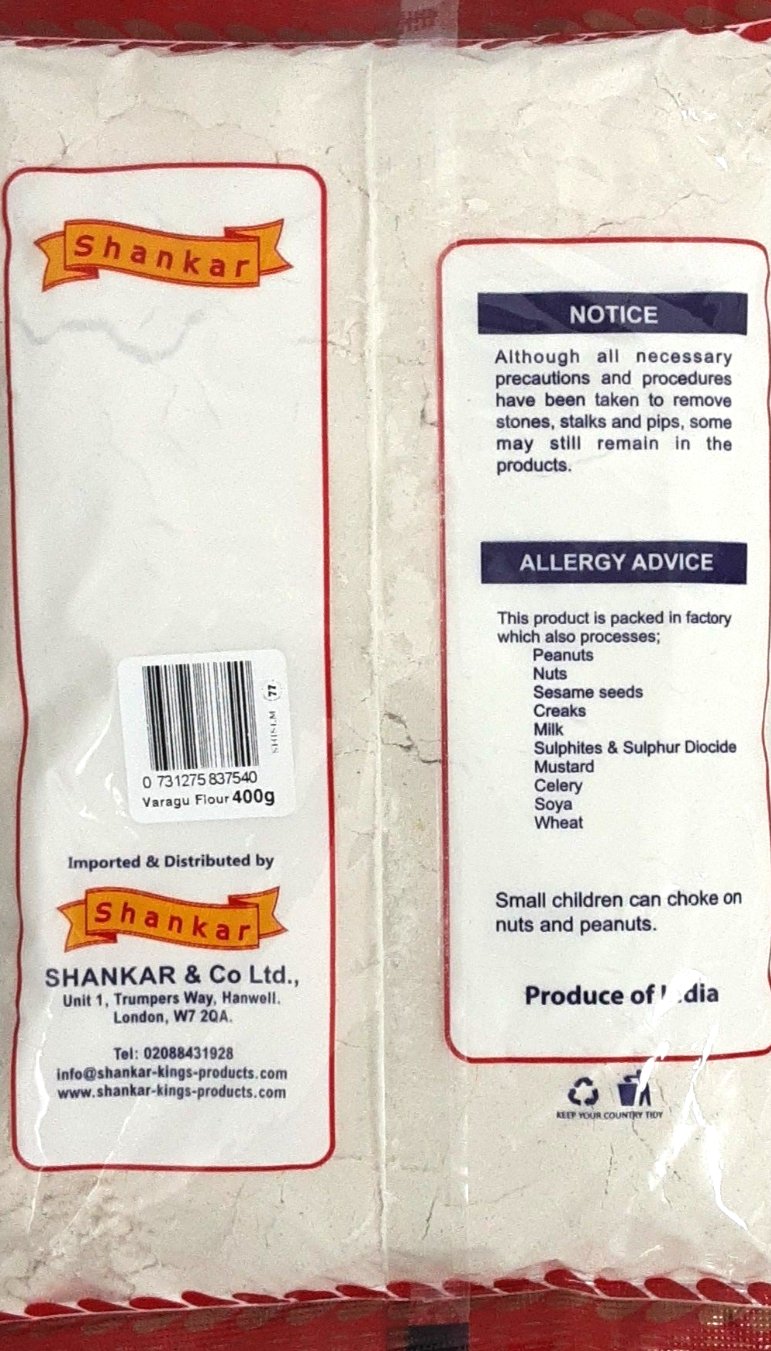 Shankar
0 731275 837540
Varagu Flour 400g
77
Imported & Distributed by
Shankar
SHANKAR & Co Ltd.,
Unit 1, Trumpers Way, Hanwell.
London, W7 2QA.
Tel: 02088431928
info@shankar-kings-products.com
www.shankar-kings-products.com
NOTICE
Although all necessary
precautions and procedures
have been taken to remove
stones, stalks and pips, some
may still remain in the
products.
ALLERGY ADVICE
This product is packed in factory
which also processes;
Peanuts
Nuts
Sesame seeds
Creaks
Milk
Sulphites & Sulphur Diocide
Mustard
Celery
Soya
Wheat
Small children can choke on
nuts and peanuts.
Produce of India
KEEP YOUR COUNTRY TIDY